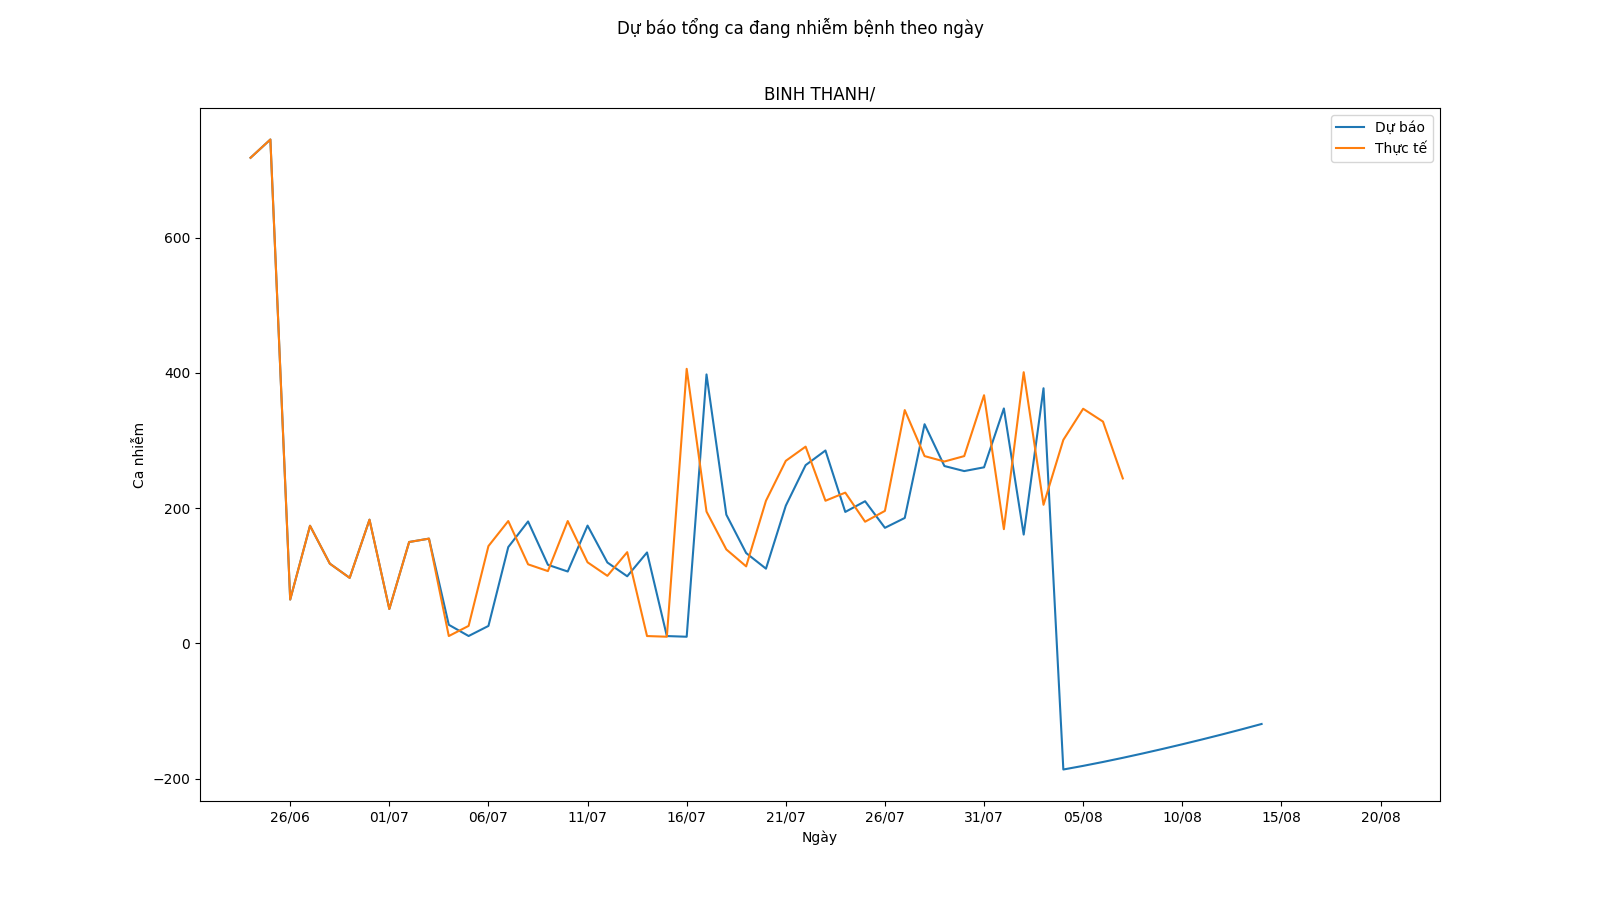 Dự báo tổng ca đang nhiễm bệnh theo ngày
BINH THANH/
Dự báo
Thực tế
600
400
200
0
−200
Ca nhiễm
26/06 01/07 06/07 11/07 16/07 21/07 26/07 31/07 05/08 10/08 15/08 20/08
Ngày